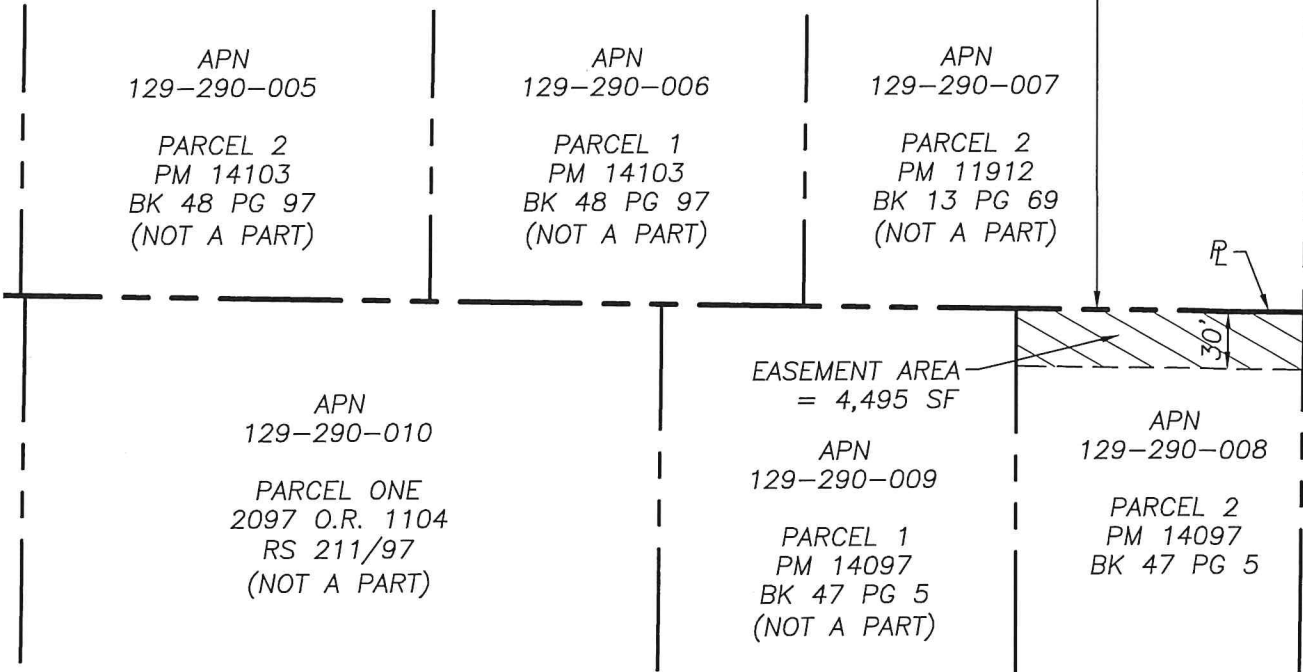 APN
129-290-005
PARCEL 2
PM 14103
BK 48 PG 97
(NOT A PART)
APN
129-290-006
PARCEL 1
PM 14103
BK 48 PG 97
(NOT A PART)
APN
129-290-007
PARCEL 2
PM 11912
BK 13 PG 69
(NOT A PART)
PL
30'
EASEMENT AREA
= 4,495 SF
APN
129-290-010
PARCEL ONE
2097 O.R. 1104
RS 211/97
(NOT A PART)
APN
129-290-009
PARCEL 1
PM 14097
BK 47 PG 5
(NOT A PART)
APN
129-290-008
PARCEL 2
PM 14097
BK 47 PG 5